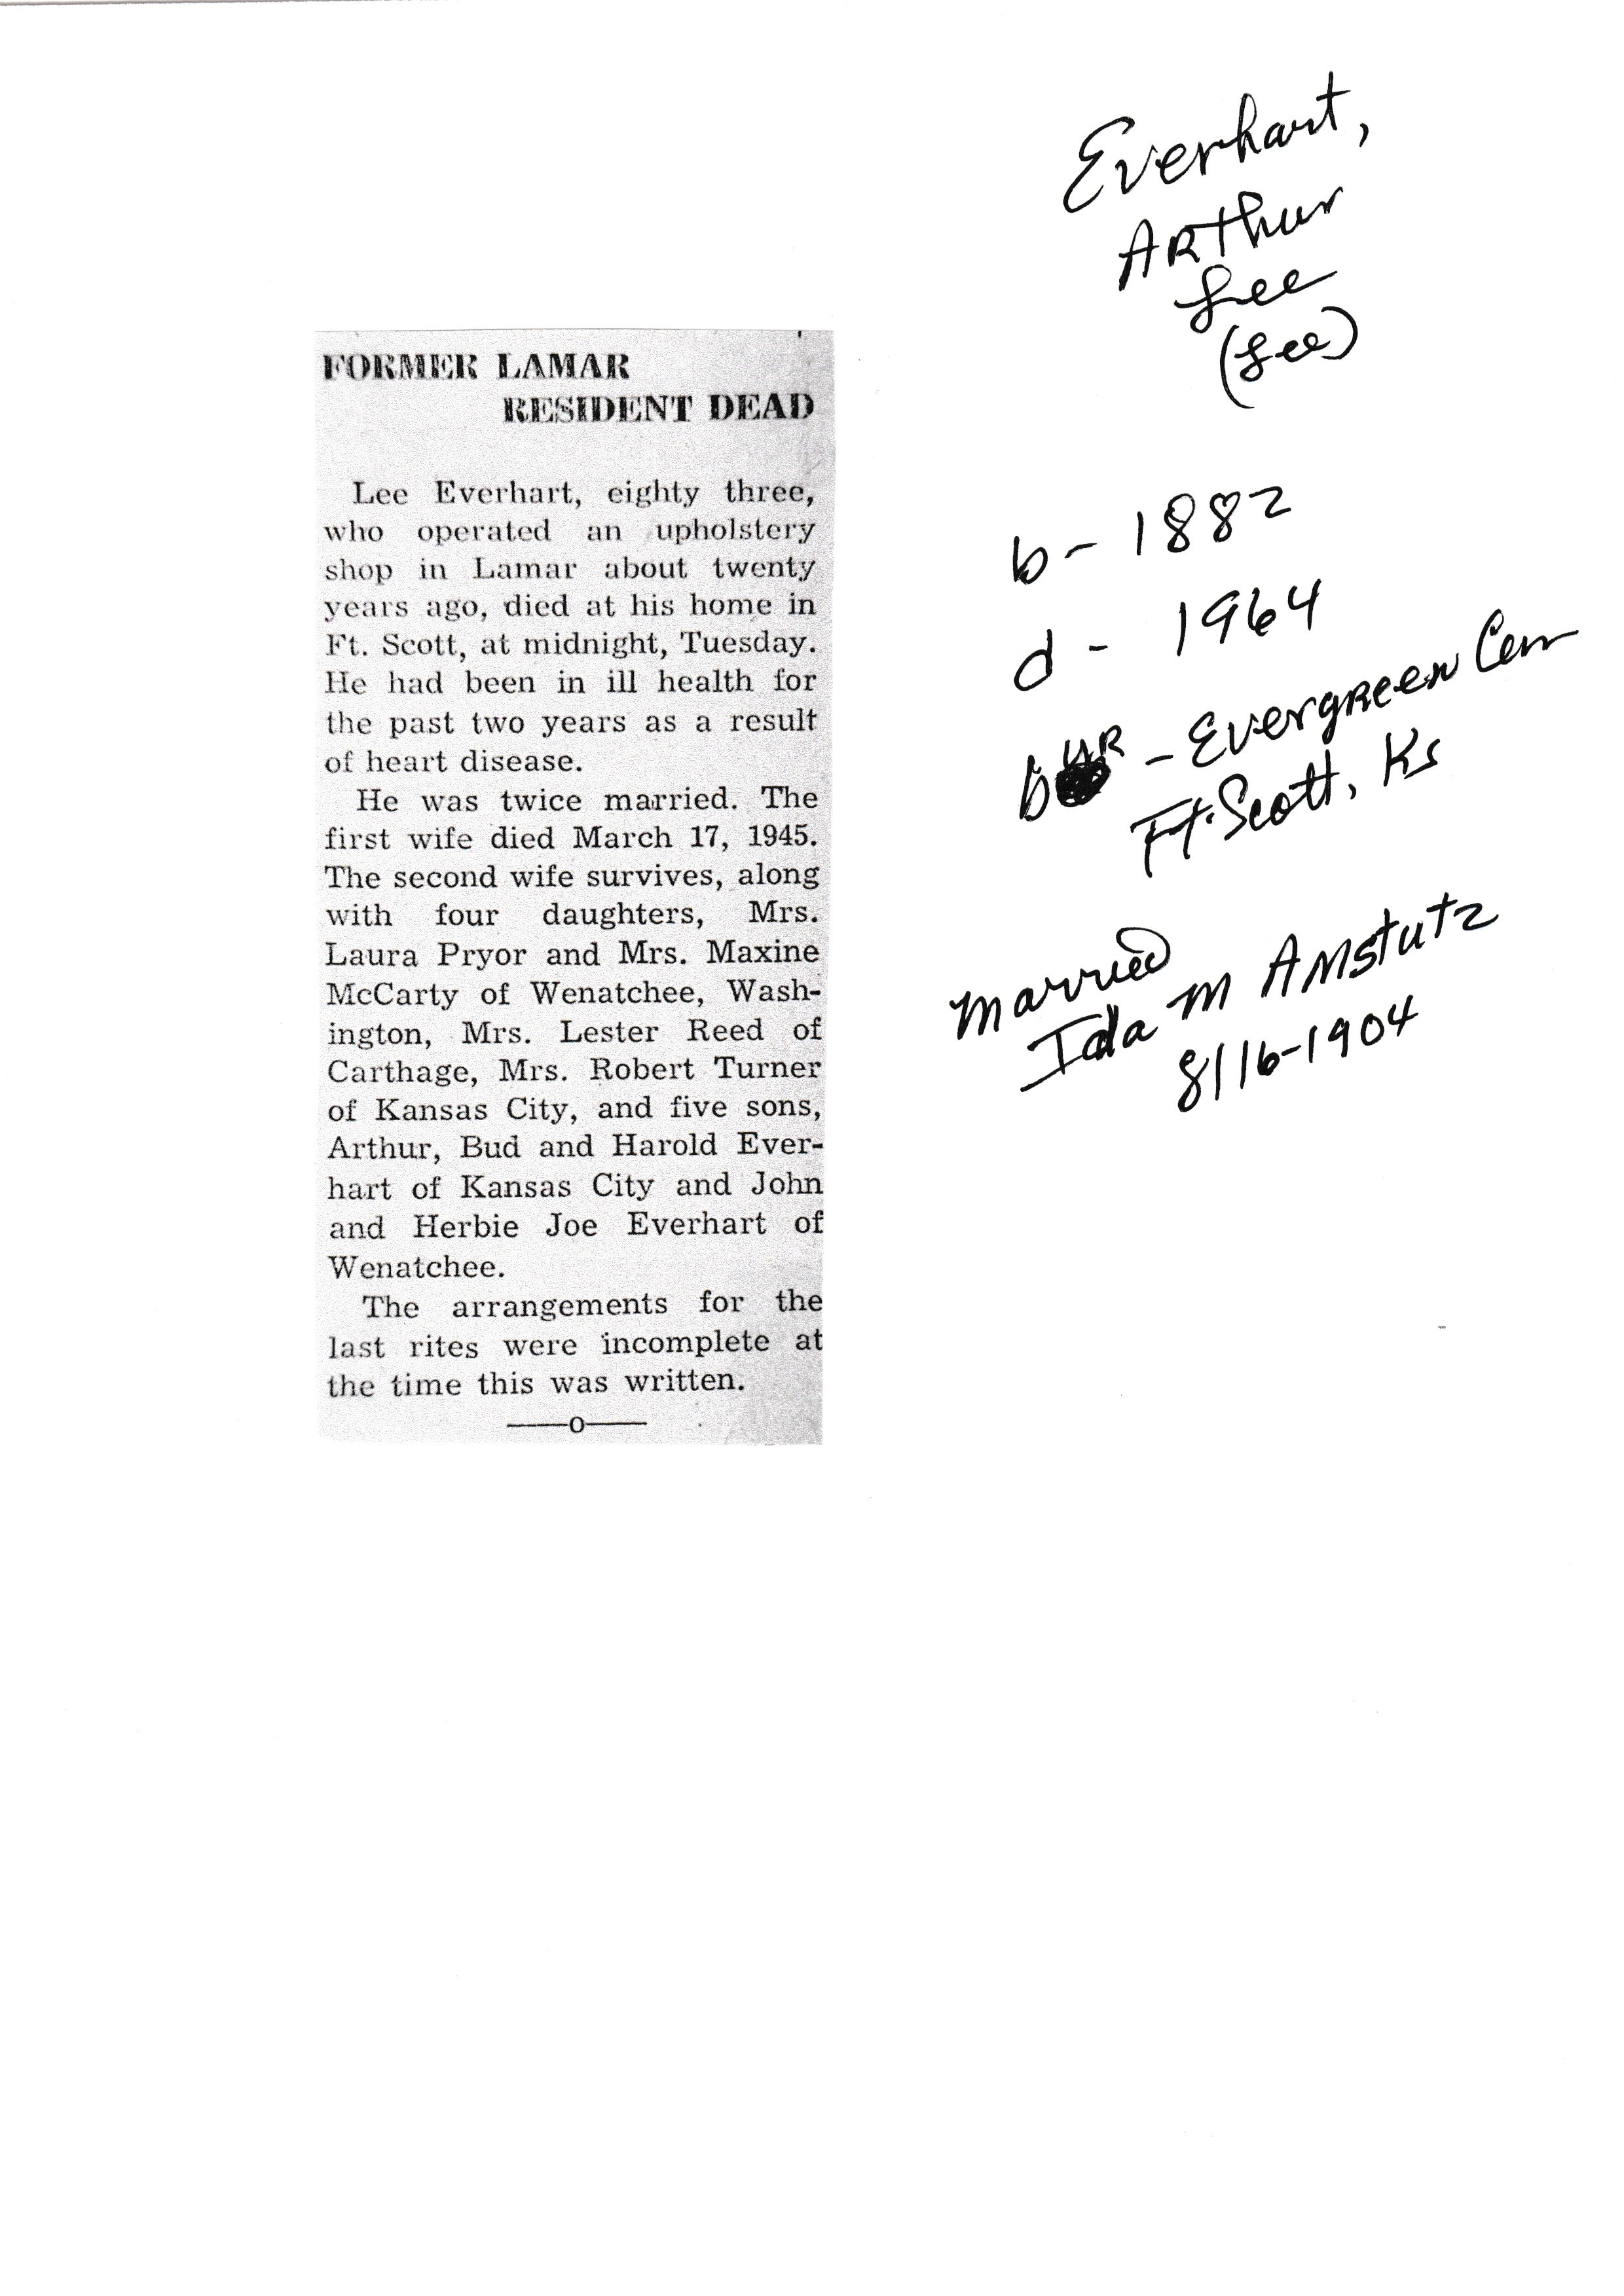 Everhart,
Arthur
Lee
(Lee)
FORMER LAMAR
RESIDENT DEAD
Lee Everhart, eighty three,
who operated an upholstery
shop in Lamar about twenty
years ago, died at his home in
Ft. Scott, at midnight, Tuesday.
He had been in ill health for
the past two years as a result
of heart disease.
He was twice married. The
first wife died March 17, 1945.
The second wife survives, along
with four daughters, Mrs.
Laura Pryor and Mrs. Maxine
McCarty of Wenatchee, Wash-
ington, Mrs. Lester Reed of
Carthage, Mrs. Robert Turner
of Kansas City, and five sons,
Arthur, Bud and Harold Ever-
hart of Kansas City and John
and Herbie Joe Everhart of
Wenatchee.
The arrangements for the
last rites were incomplete at
the time this was written.
——o——
b - 1882
d - 1964
bur - Evergreen Cem
Ft. Scott, Ks
Married
Ida M Amstutz
8/16-1904